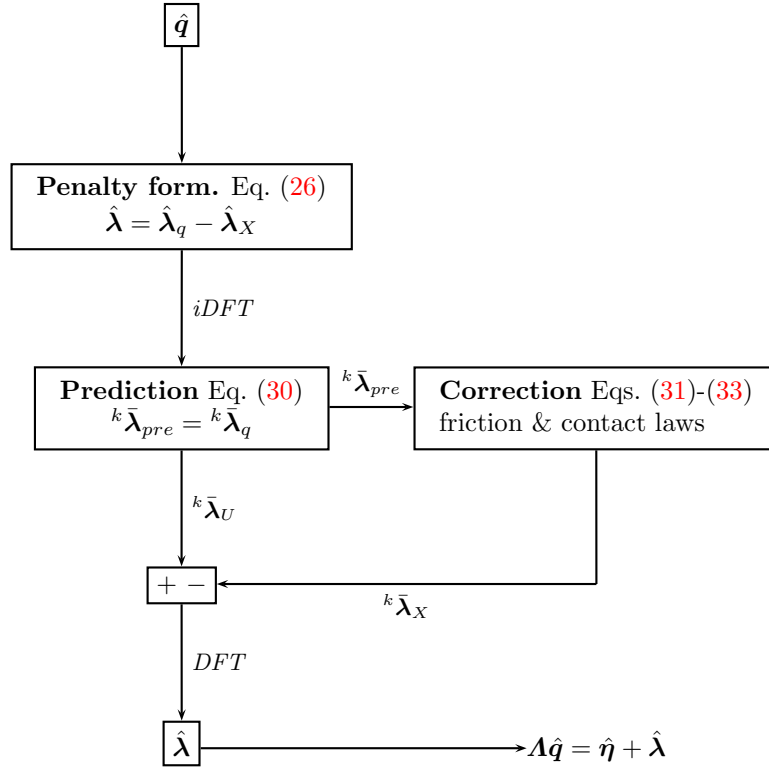 q̂
Penalty form. Eq. (26)
λ̂ = λ̂_q − λ̂_X
iDFT
Prediction Eq. (30)
ᵏλ̄_pre = ᵏλ̄_q
ᵏλ̄_pre
Correction Eqs. (31)-(33)
friction & contact laws
ᵏλ̄_U
+ −
ᵏλ̄_X
DFT
λ̂
Λq̂ = η̂ + λ̂